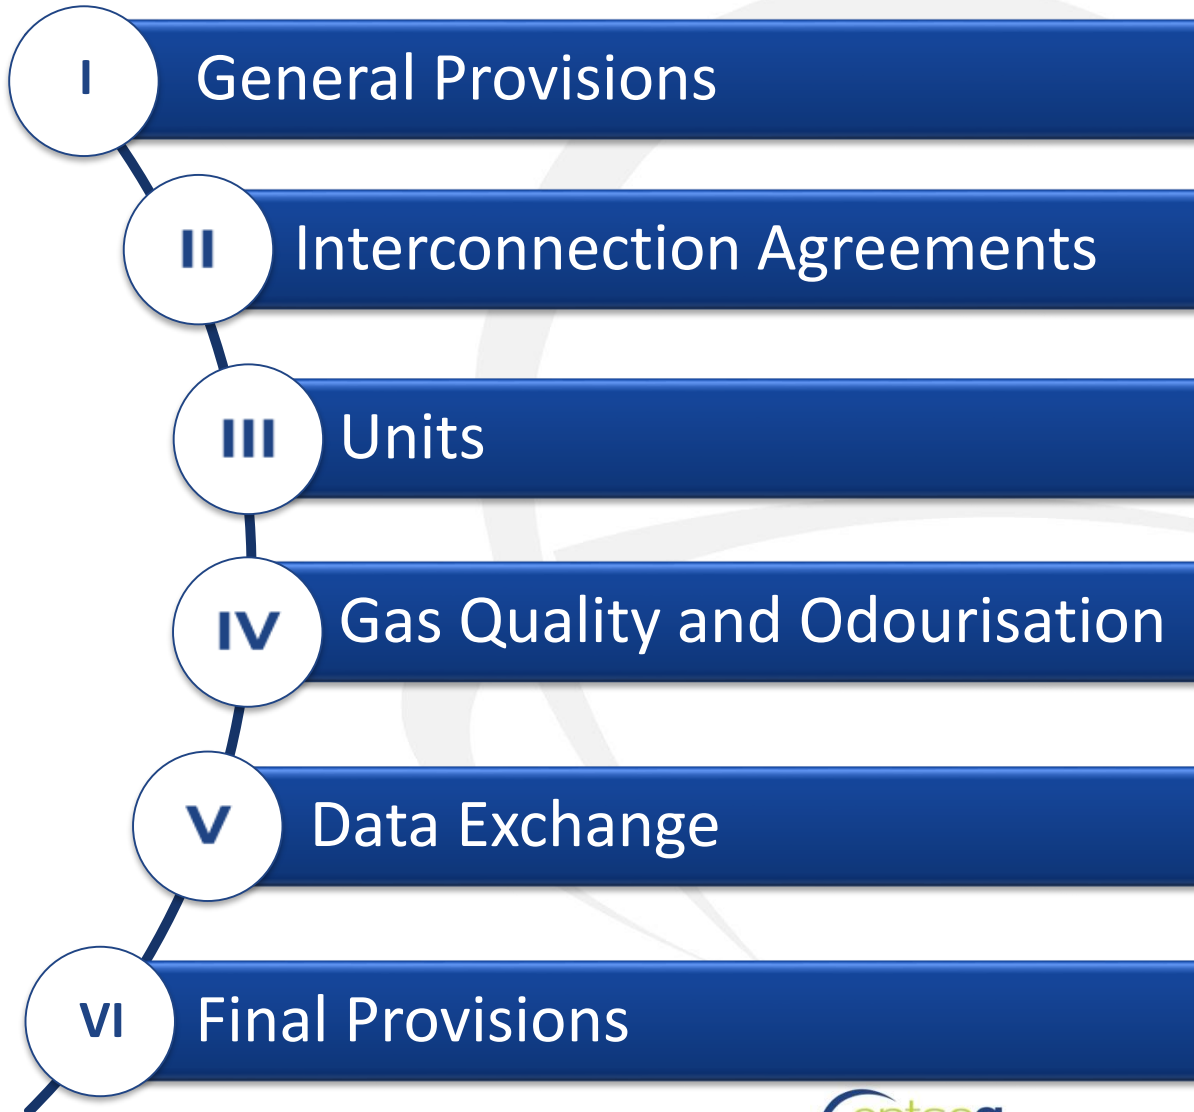 I General Provisions
II Interconnection Agreements
III Units
IV Gas Quality and Odourisation
V Data Exchange
VI Final Provisions